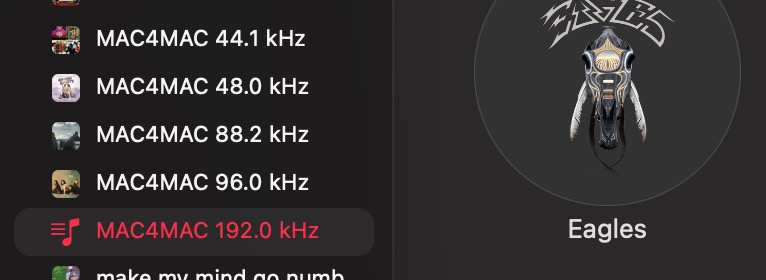 MAC4MAC 44.1 kHz
MAC4MAC 48.0 kHz
MAC4MAC 88.2 kHz
MAC4MAC 96.0 kHz
MAC4MAC 192.0 kHz
make my mind go numb
EAGLES
Eagles